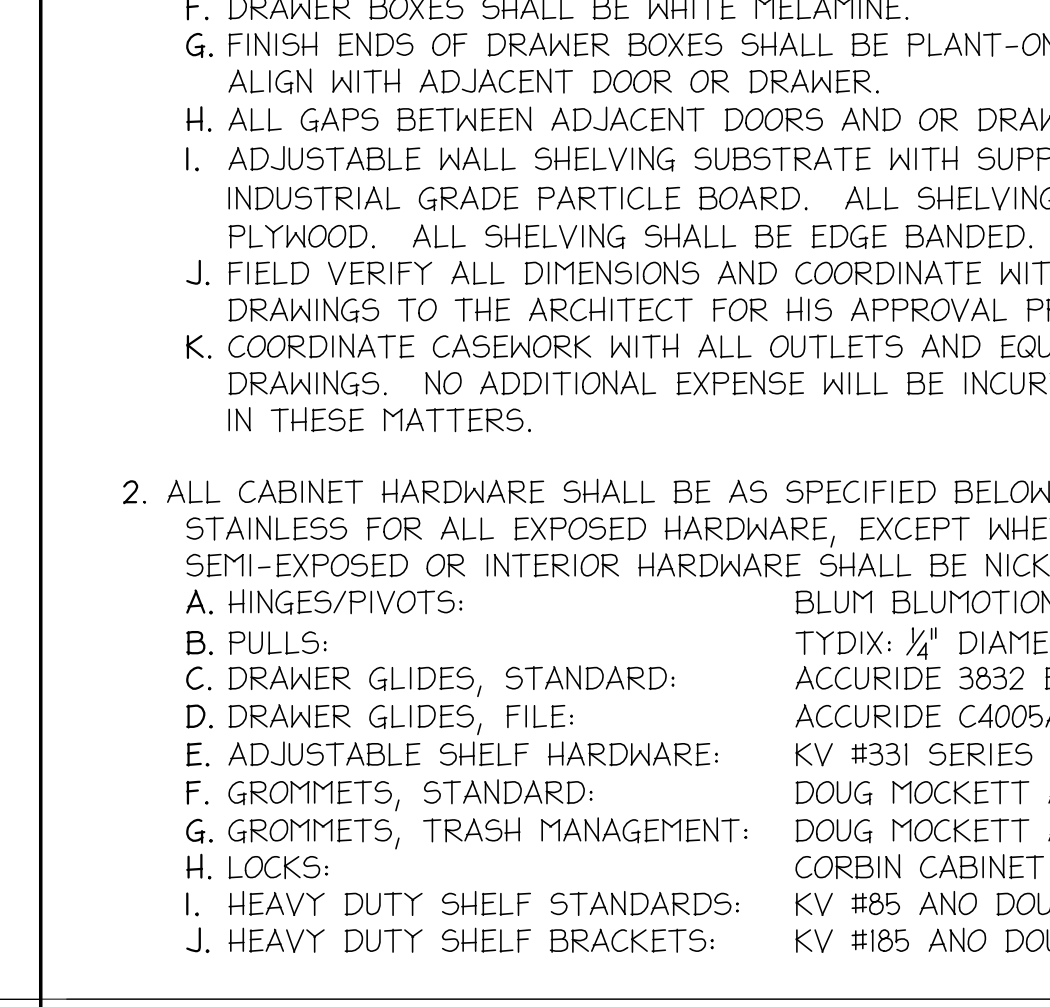 F. DRAWER BOXES SHALL BE WHITE MELAMINE.
G. FINISH ENDS OF DRAWER BOXES SHALL BE PLANT-ON
ALIGN WITH ADJACENT DOOR OR DRAWER.
H. ALL GAPS BETWEEN ADJACENT DOORS AND OR
I. ADJUSTABLE WALL SHELVING SUBSTRATE WITH
INDUSTRIAL GRADE PARTICLE BOARD. ALL SHELVING
PLYWOOD. ALL SHELVING SHALL BE EDGE BANDED.
J. FIELD VERIFY ALL DIMENSIONS AND COORDINATE
DRAWINGS TO THE ARCHITECT FOR HIS APPROVAL
K. COORDINATE CASEWORK WITH ALL OUTLETS AND
DRAWINGS. NO ADDITIONAL EXPENSE WILL BE
IN THESE MATTERS.
2. ALL CABINET HARDWARE SHALL BE AS SPECIFIED BELOW
STAINLESS FOR ALL EXPOSED HARDWARE, EXCEPT
SEMI-EXPOSED OR INTERIOR HARDWARE SHALL BE
A. HINGES/PIVOTS: BLUM BLUMOTION
B. PULLS: TYDIX: ¼"
C. DRAWER GLIDES, STANDARD: ACCURIDE 3832
D. DRAWER GLIDES, FILE: ACCURIDE C4005
E. ADJUSTABLE SHELF HARDWARE: KV #331 SERIES
F. GROMMETS, STANDARD: DOUG MOCKETT
G. GROMMETS, TRASH MANAGEMENT: DOUG MOCKETT
H. LOCKS: CORBIN CABINET
I. HEAVY DUTY SHELF STANDARDS: KV #85 ANO
J. HEAVY DUTY SHELF BRACKETS: KV #185 ANO